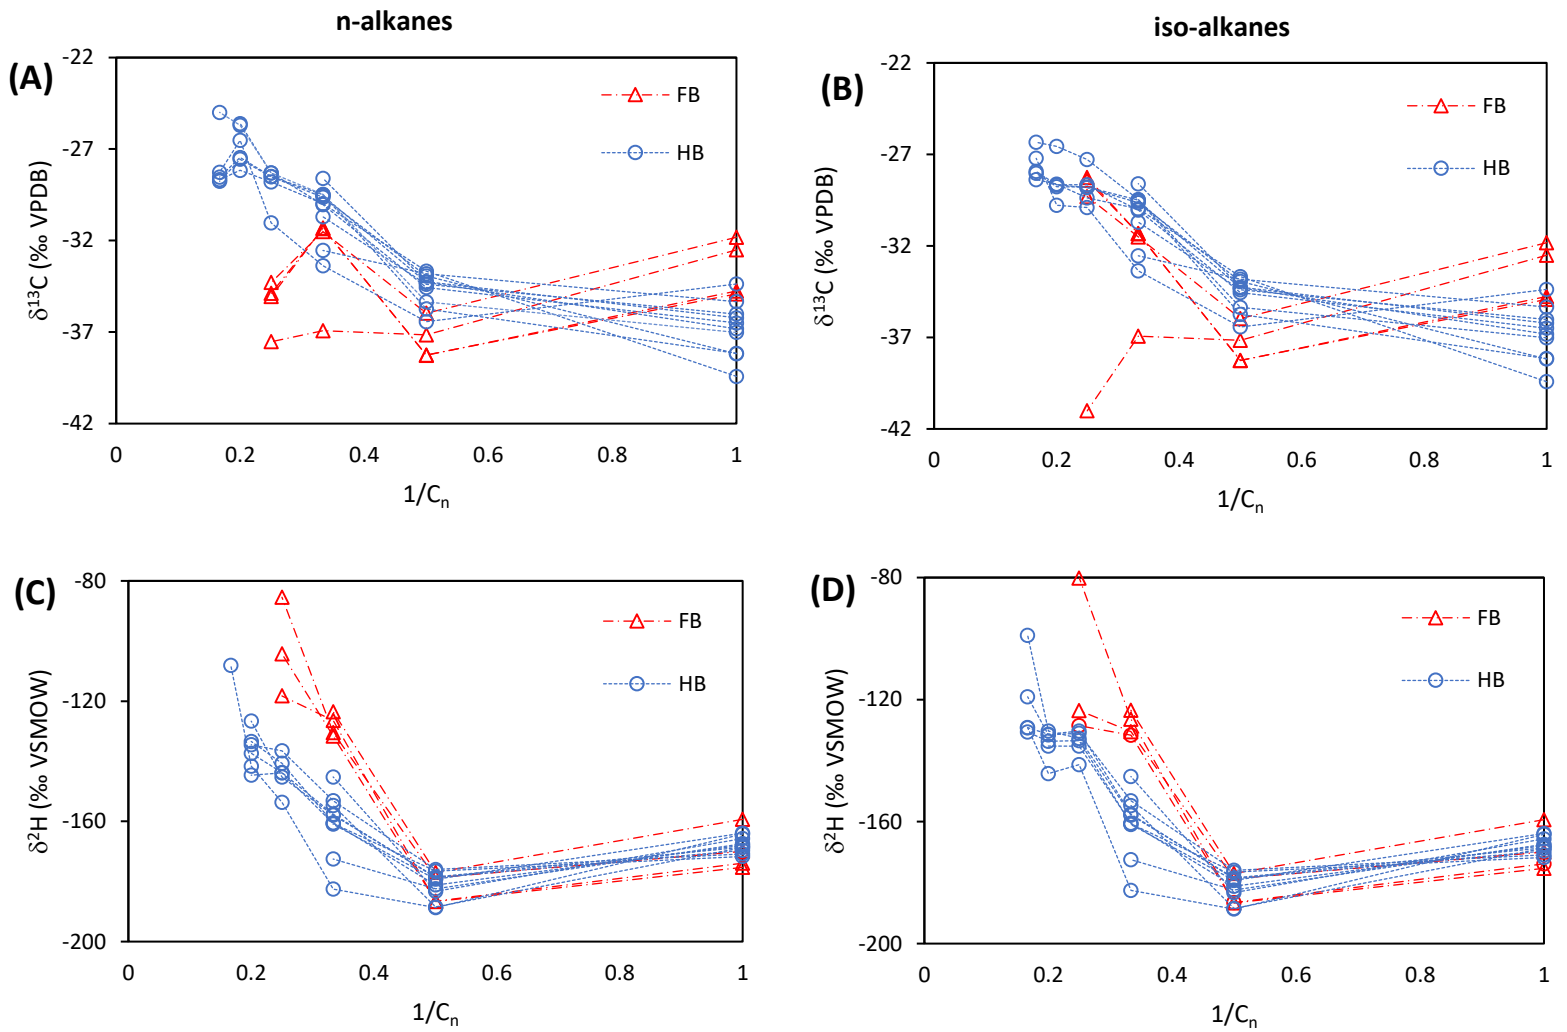 n-alkanes
iso-alkanes
(A)
-22
-27
-32
-37
-42
0
0.2
0.4
0.6
0.8
1
δ¹³C (‰ VPDB)
1/Cₙ
FB
HB
(B)
-22
-27
-32
-37
-42
0
0.2
0.4
0.6
0.8
1
δ¹³C (‰ VPDB)
1/Cₙ
FB
HB
(C)
-80
-120
-160
-200
0
0.2
0.4
0.6
0.8
1
δ²H (‰ VSMOW)
1/Cₙ
FB
HB
(D)
-80
-120
-160
-200
0
0.2
0.4
0.6
0.8
1
δ²H (‰ VSMOW)
1/Cₙ
FB
HB